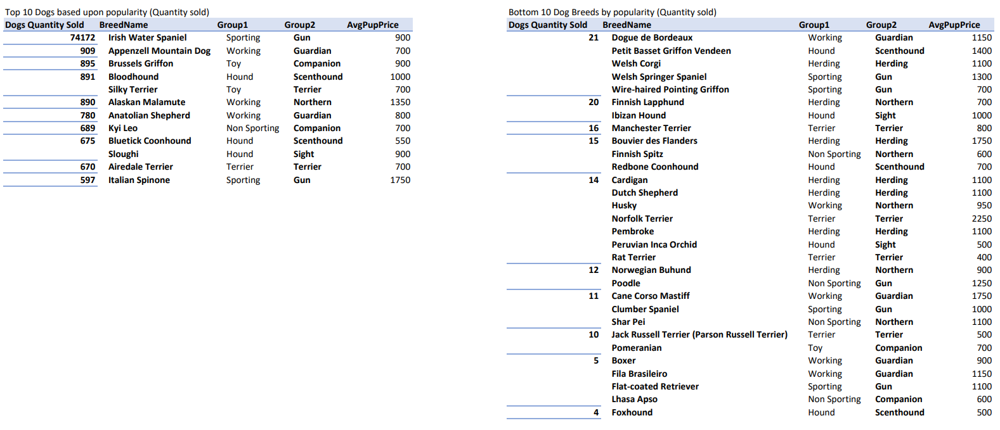 Top 10 Dogs based upon popularity (Quantity sold)
Dogs Quantity Sold BreedName Group1 Group2 AvgPupPrice
74172 Irish Water Spaniel Sporting Gun 900
909 Appenzell Mountain Dog Working Guardian 700
895 Brussels Griffon Toy Companion 900
891 Bloodhound Hound Scenthound 1000
Silky Terrier Toy Terrier 700
890 Alaskan Malamute Working Northern 1350
780 Anatolian Shepherd Working Guardian 800
689 Kyi Leo Non Sporting Companion 700
675 Bluetick Coonhound Hound Scenthound 550
Sloughi Hound Sight 900
670 Airedale Terrier Terrier Terrier 700
597 Italian Spinone Sporting Gun 1750
Bottom 10 Dog Breeds by popularity (Quantity sold)
Dogs Quantity Sold BreedName Group1 Group2 AvgPupPrice
21 Dogue de Bordeaux Working Guardian 1150
Petit Basset Griffon Vendeen Hound Scenthound 1400
Welsh Corgi Herding Herding 1100
Welsh Springer Spaniel Sporting Gun 1300
Wire-haired Pointing Griffon Sporting Gun 700
20 Finnish Lapphund Herding Northern 700
Ibizan Hound Hound Sight 1000
16 Manchester Terrier Terrier Terrier 800
15 Bouvier des Flanders Herding Herding 1750
Finnish Spitz Non Sporting Northern 600
Redbone Coonhound Hound Scenthound 700
14 Cardigan Herding Herding 1100
Dutch Shepherd Herding Herding 1100
Husky Working Northern 950
Norfolk Terrier Terrier Terrier 2250
Pembroke Herding Herding 1100
Peruvian Inca Orchid Hound Sight 500
Rat Terrier Terrier Terrier 400
12 Norwegian Buhund Herding Northern 900
Poodle Non Sporting Gun 1250
11 Cane Corso Mastiff Working Guardian 1750
Clumber Spaniel Sporting Gun 1000
Shar Pei Non Sporting Northern 1100
10 Jack Russell Terrier (Parson Russell Terrier) Terrier Terrier 500
Pomeranian Toy Companion 700
5 Boxer Working Guardian 900
Fila Brasileiro Working Guardian 1150
Flat-coated Retriever Sporting Gun 1100
Lhasa Apso Non Sporting Companion 600
4 Foxhound Hound Scenthound 500